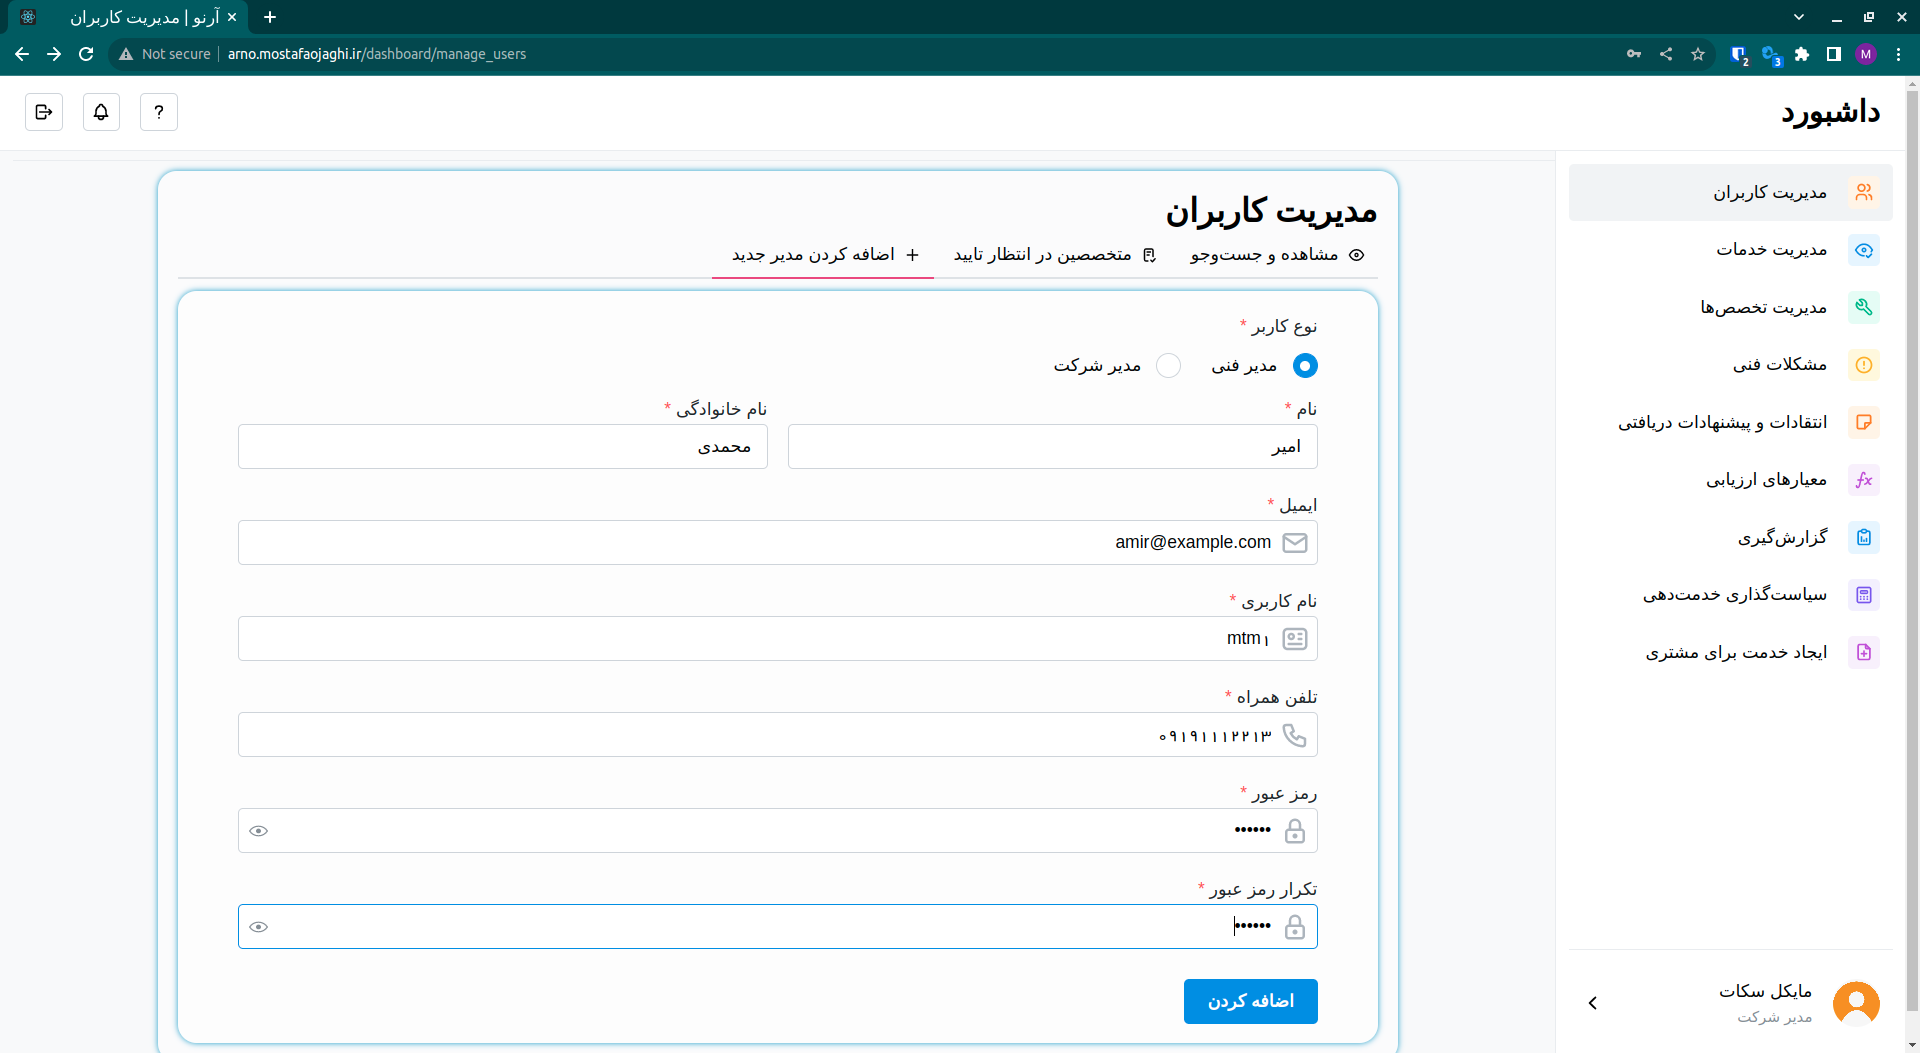 آرنو | مدیریت کاربران
Not secure
arno.mostafaojaghi.ir/dashboard/manage_users
2
3
M
داشبورد
?
مدیریت کاربران
مدیریت خدمات
مدیریت تخصص‌ها
مشکلات فنی
انتقادات و پیشنهادات دریافتی
معیارهای ارزیابی
گزارش‌گیری
سیاست‌گذاری خدمت‌دهی
ایجاد خدمت برای مشتری
مایکل سکات
مدیر شرکت
مدیریت کاربران
مشاهده و جست‌وجو
متخصصین در انتظار تایید
اضافه کردن مدیر جدید
نوع کاربر *
مدیر فنی
مدیر شرکت
نام *
امیر
نام خانوادگی *
محمدی
ایمیل *
amir@example.com
نام کاربری *
mtm۱
تلفن همراه *
۰۹۱۹۱۱۱۲۲۱۳
رمز عبور *
••••••
تکرار رمز عبور *
••••••
اضافه کردن